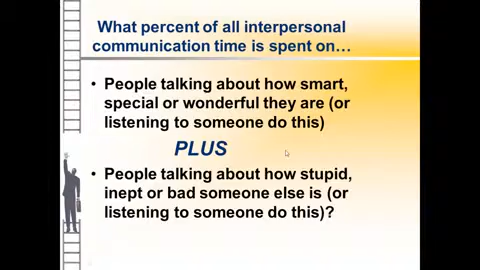 What percent of all interpersonal
communication time is spent on…
• People talking about how smart,
special or wonderful they are (or
listening to someone do this)
PLUS
• People talking about how stupid,
inept or bad someone else is (or
listening to someone do this)?